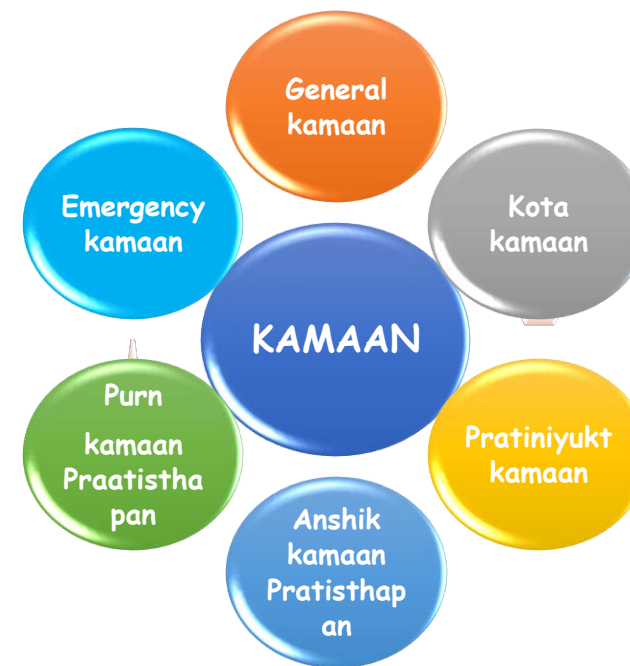 General
kamaan
Emergency
kamaan
Kota
kamaan
KAMAAN
Purn
kamaan
Praatistha
pan
Pratiniyukt
kamaan
Anshik
kamaan
Pratisthap
an